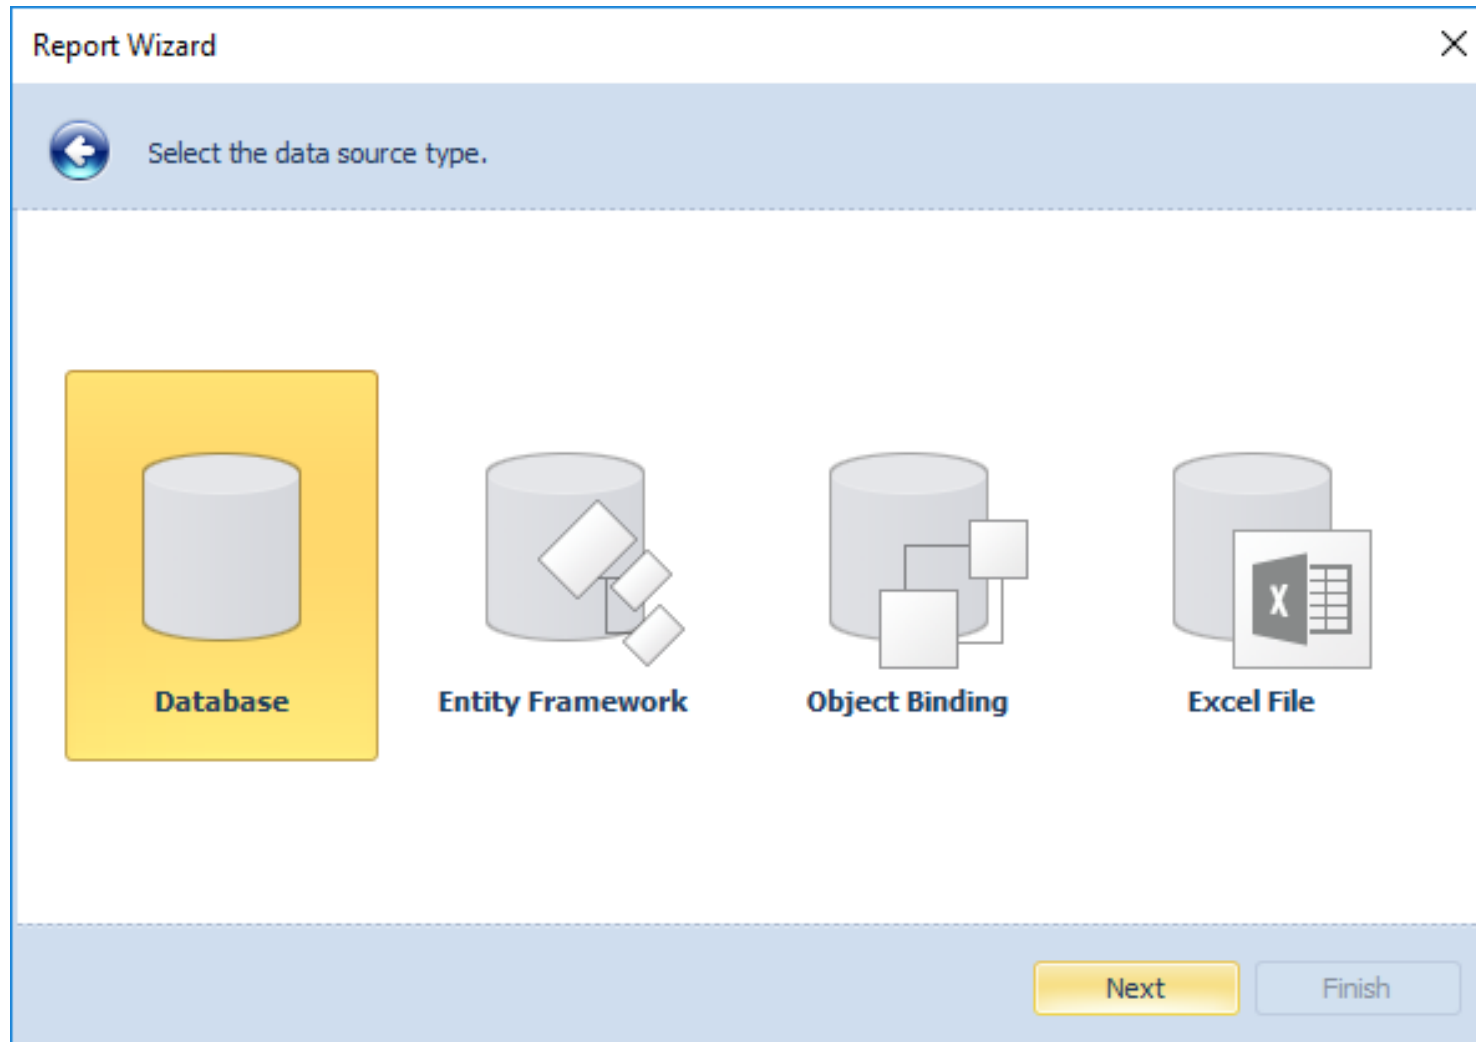 Report Wizard
Select the data source type.
Database
Entity Framework
Object Binding
X
Excel File
Next
Finish